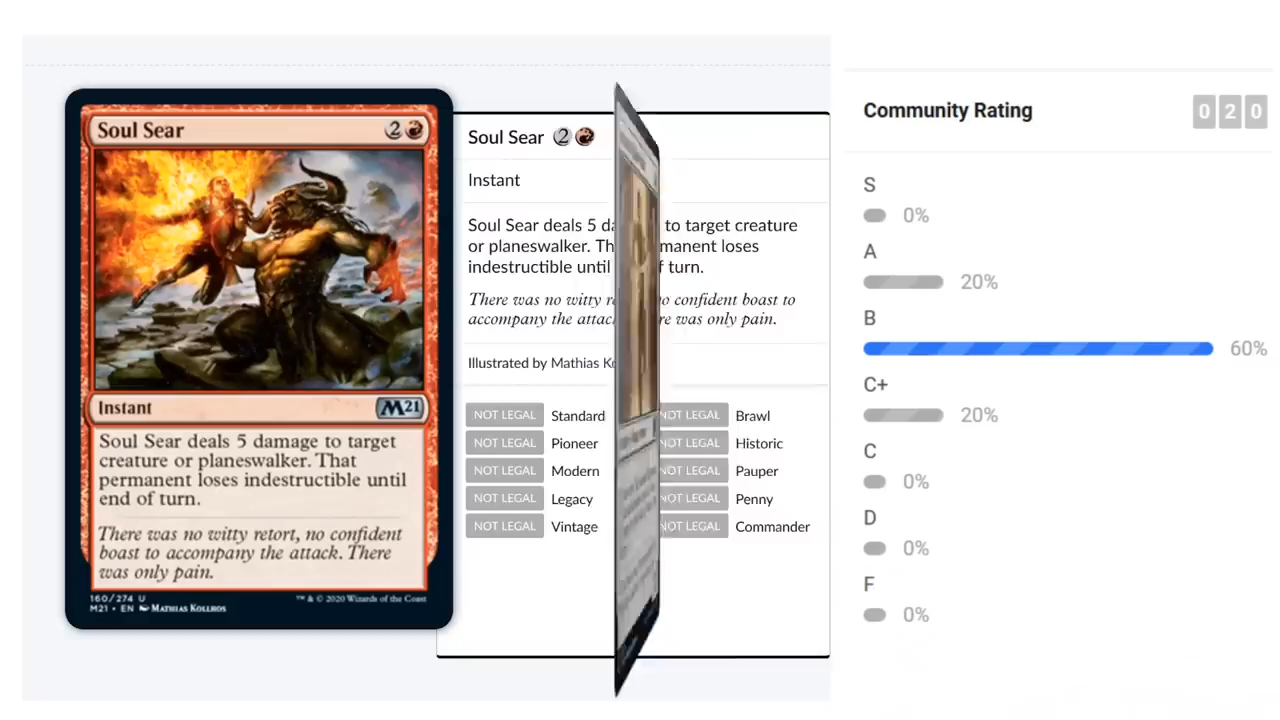 Soul Sear 2
Instant
M21
Soul Sear deals 5 damage to target
creature or planeswalker. That
permanent loses indestructible until
end of turn.
There was no witty retort, no confident
boast to accompany the attack. There
was only pain.
160/274 U
M21 • EN Mathias Kollros
™ & © 2020 Wizards of the Coast
Soul Sear 2
Instant
Soul Sear deals 5 da to target creature
or planeswalker. Th manent loses
indestructible until f turn.
There was no witty re no confident boast to
accompany the attac re was only pain.
Illustrated by Mathias Ko
NOT LEGAL Standard
NOT LEGAL Pioneer
NOT LEGAL Modern
NOT LEGAL Legacy
NOT LEGAL Vintage
NOT LEGAL Brawl
NOT LEGAL Historic
NOT LEGAL Pauper
NOT LEGAL Penny
NOT LEGAL Commander
Community Rating 0 2 0
S
0%
A
20%
B
60%
C+
20%
C
0%
D
0%
F
0%